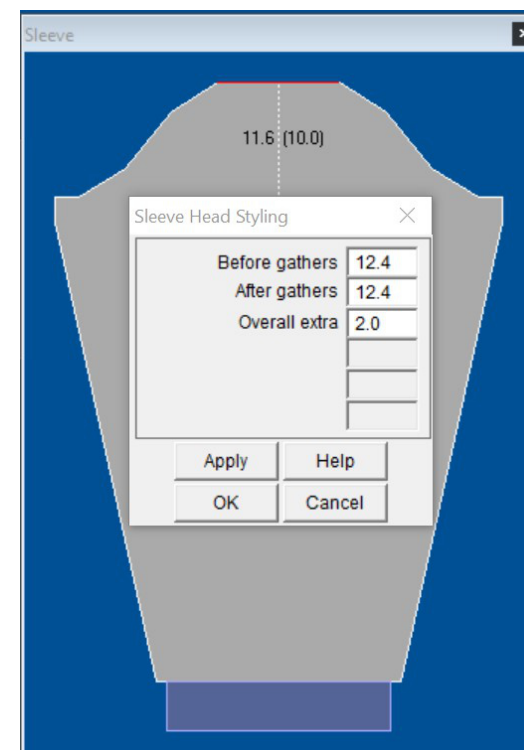 Sleeve
11.6 (10.0)
Sleeve Head Styling
Before gathers 12.4
After gathers 12.4
Overall extra 2.0
Apply Help
OK Cancel